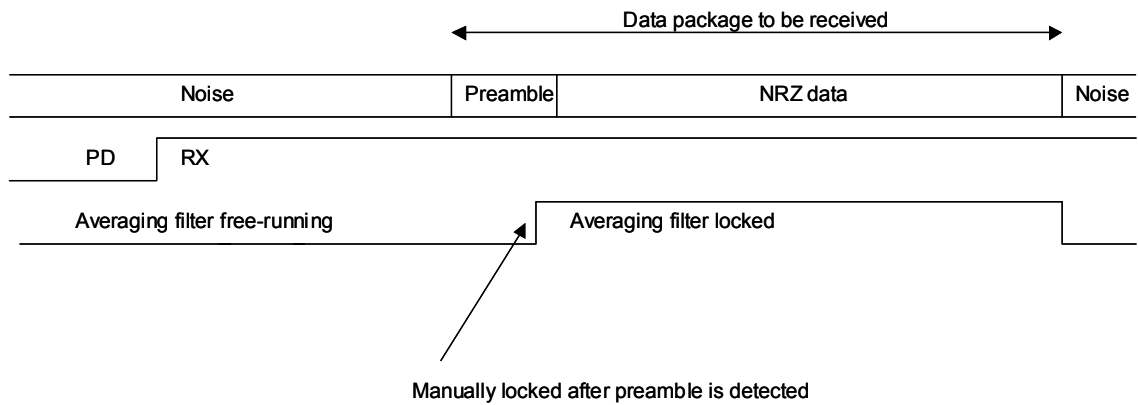 Data package to be received
Noise
Preamble
NRZ data
Noise
PD
RX
Averaging filter free-running
Averaging filter locked
Manually locked after preamble is detected